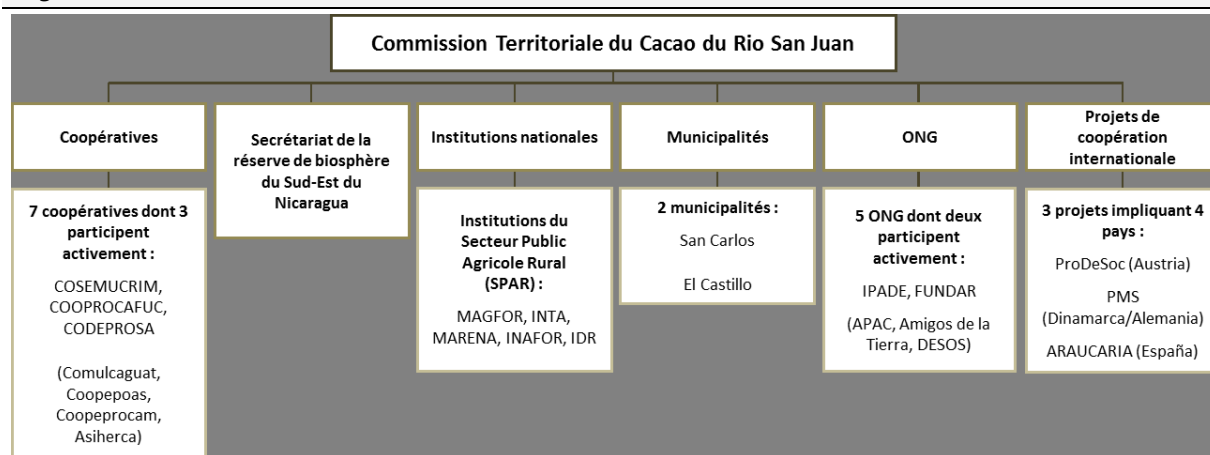 Commission Territoriale du Cacao du Rio San Juan
Coopératives
7 coopératives dont 3
participent
activement :
COSEMUCRIM,
COOPROCAFUC,
CODEPROSA
(Comulcaguat,
Coopepoas,
Coopeprocam,
Asiherca)
Secrétariat de la
réserve de biosphère
du Sud-Est du
Nicaragua
Institutions nationales
Institutions du
Secteur Public
Agricole Rural
(SPAR) :
MAGFOR, INTA,
MARENA, INAFOR, IDR
Municipalités
2 municipalités :
San Carlos
El Castillo
ONG
5 ONG dont deux
participent
activement :
IPADE, FUNDAR
(APAC, Amigos de la
Tierra, DESOS)
Projets de
coopération
internationale
3 projets impliquant 4
pays :
ProDeSoc (Austria)
PMS
(Dinamarca/Alemania)
ARAUCARIA (España)